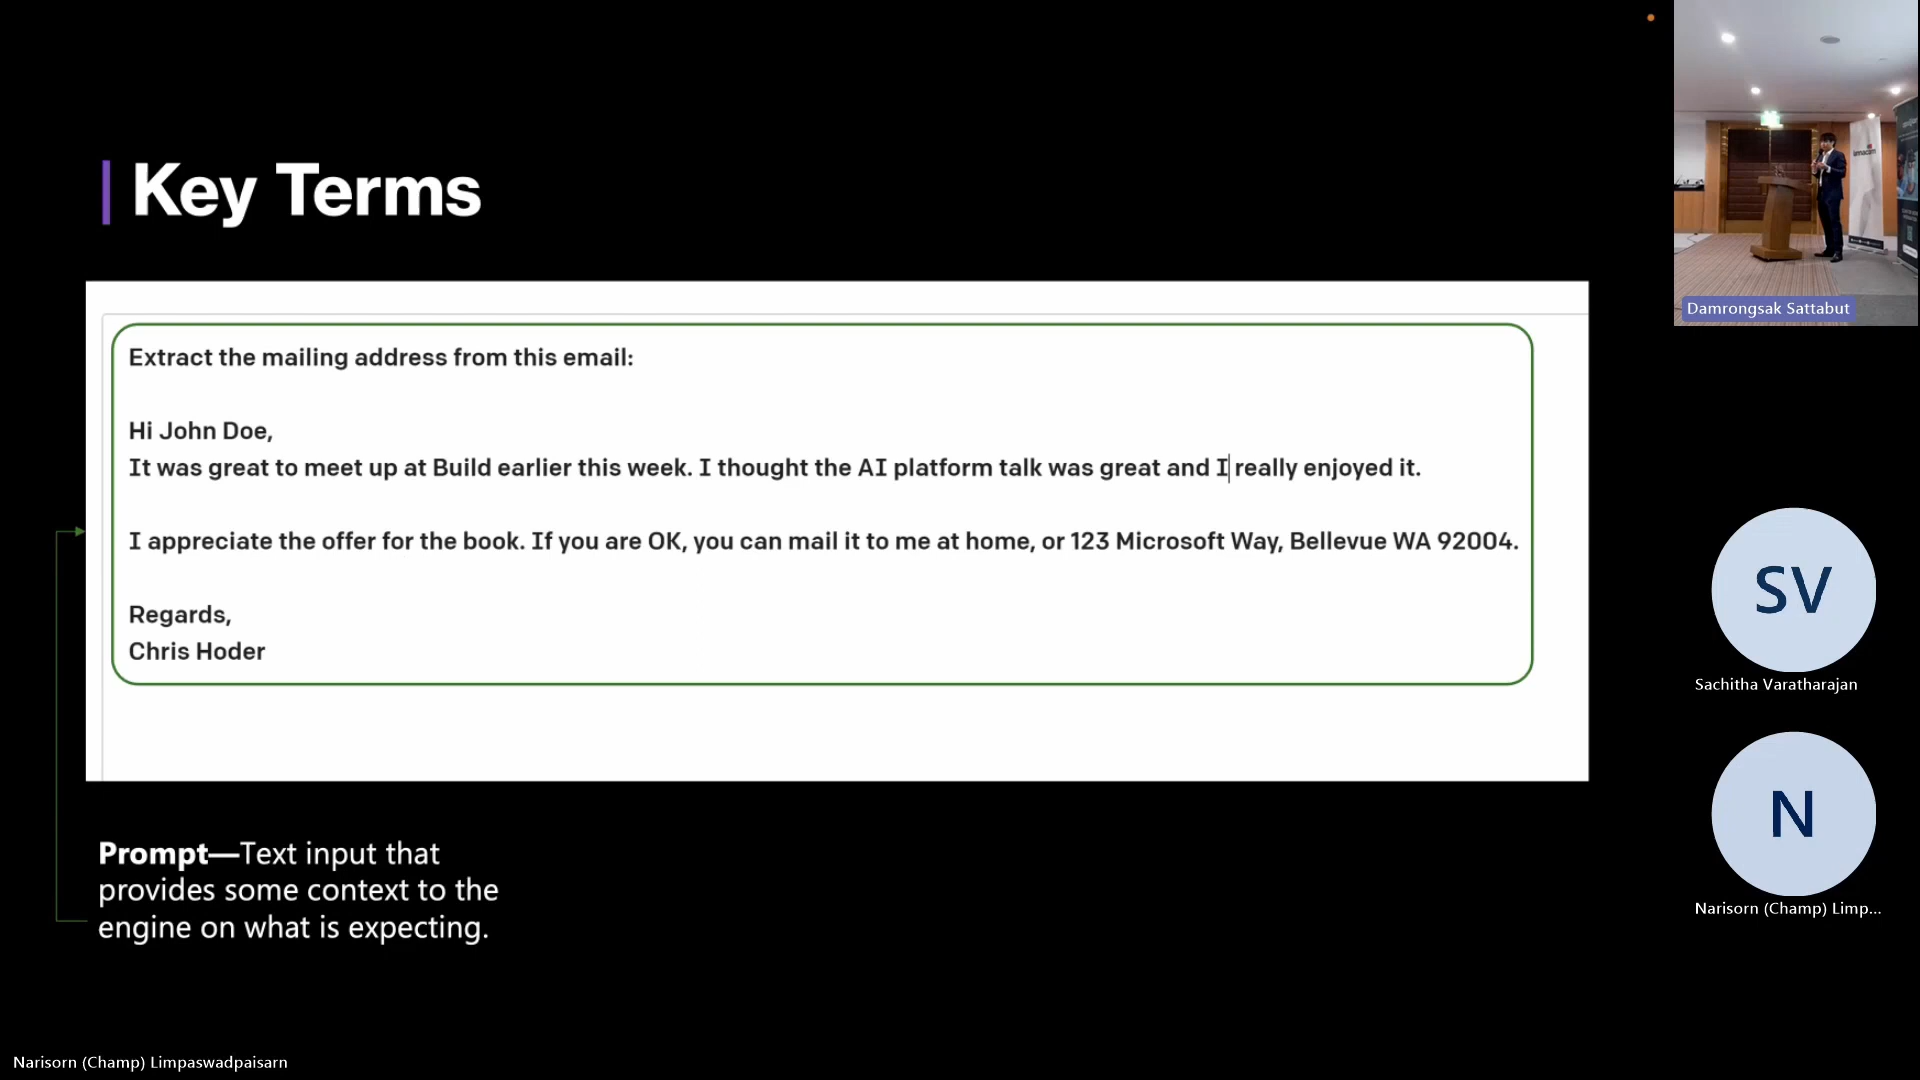 Key Terms
Extract the mailing address from this email:
Hi John Doe,
It was great to meet up at Build earlier this week. I thought the AI platform talk was great and I really enjoyed it.
I appreciate the offer for the book. If you are OK, you can mail it to me at home, or 123 Microsoft Way, Bellevue WA 92004.
Regards,
Chris Hoder
Prompt—Text input that
provides some context to the
engine on what is expecting.
Damrongsak Sattabut
SV
Sachitha Varatharajan
N
Narisorn (Champ) Limp...
Narisorn (Champ) Limpaswadpaisarn